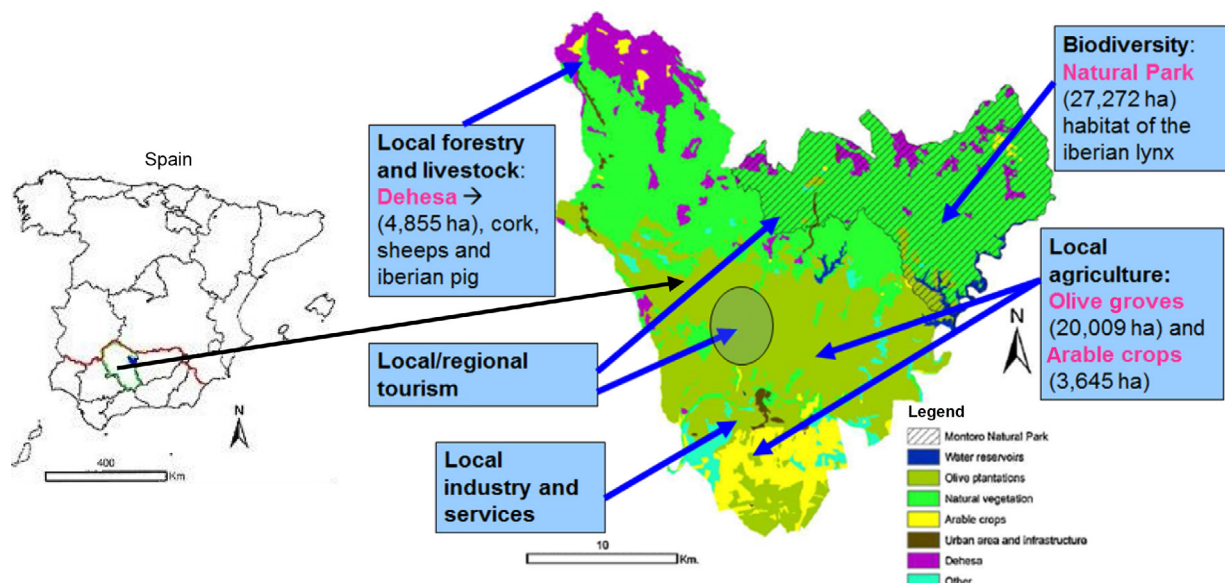 Spain
N
400
Km
Local forestry
and livestock:
Dehesa →
(4,855 ha), cork,
sheeps and
iberian pig
Local/regional
tourism
Local
industry and
services
Biodiversity:
Natural Park
(27,272 ha)
habitat of the
iberian lynx
Local
agriculture:
Olive groves
(20,009 ha) and
Arable crops
(3,645 ha)
N
10
Km.
Legend
Montoro Natural Park
Water reservoirs
Olive plantations
Natural vegetation
Arable crops
Urban area and infrastructure
Dehesa
Other